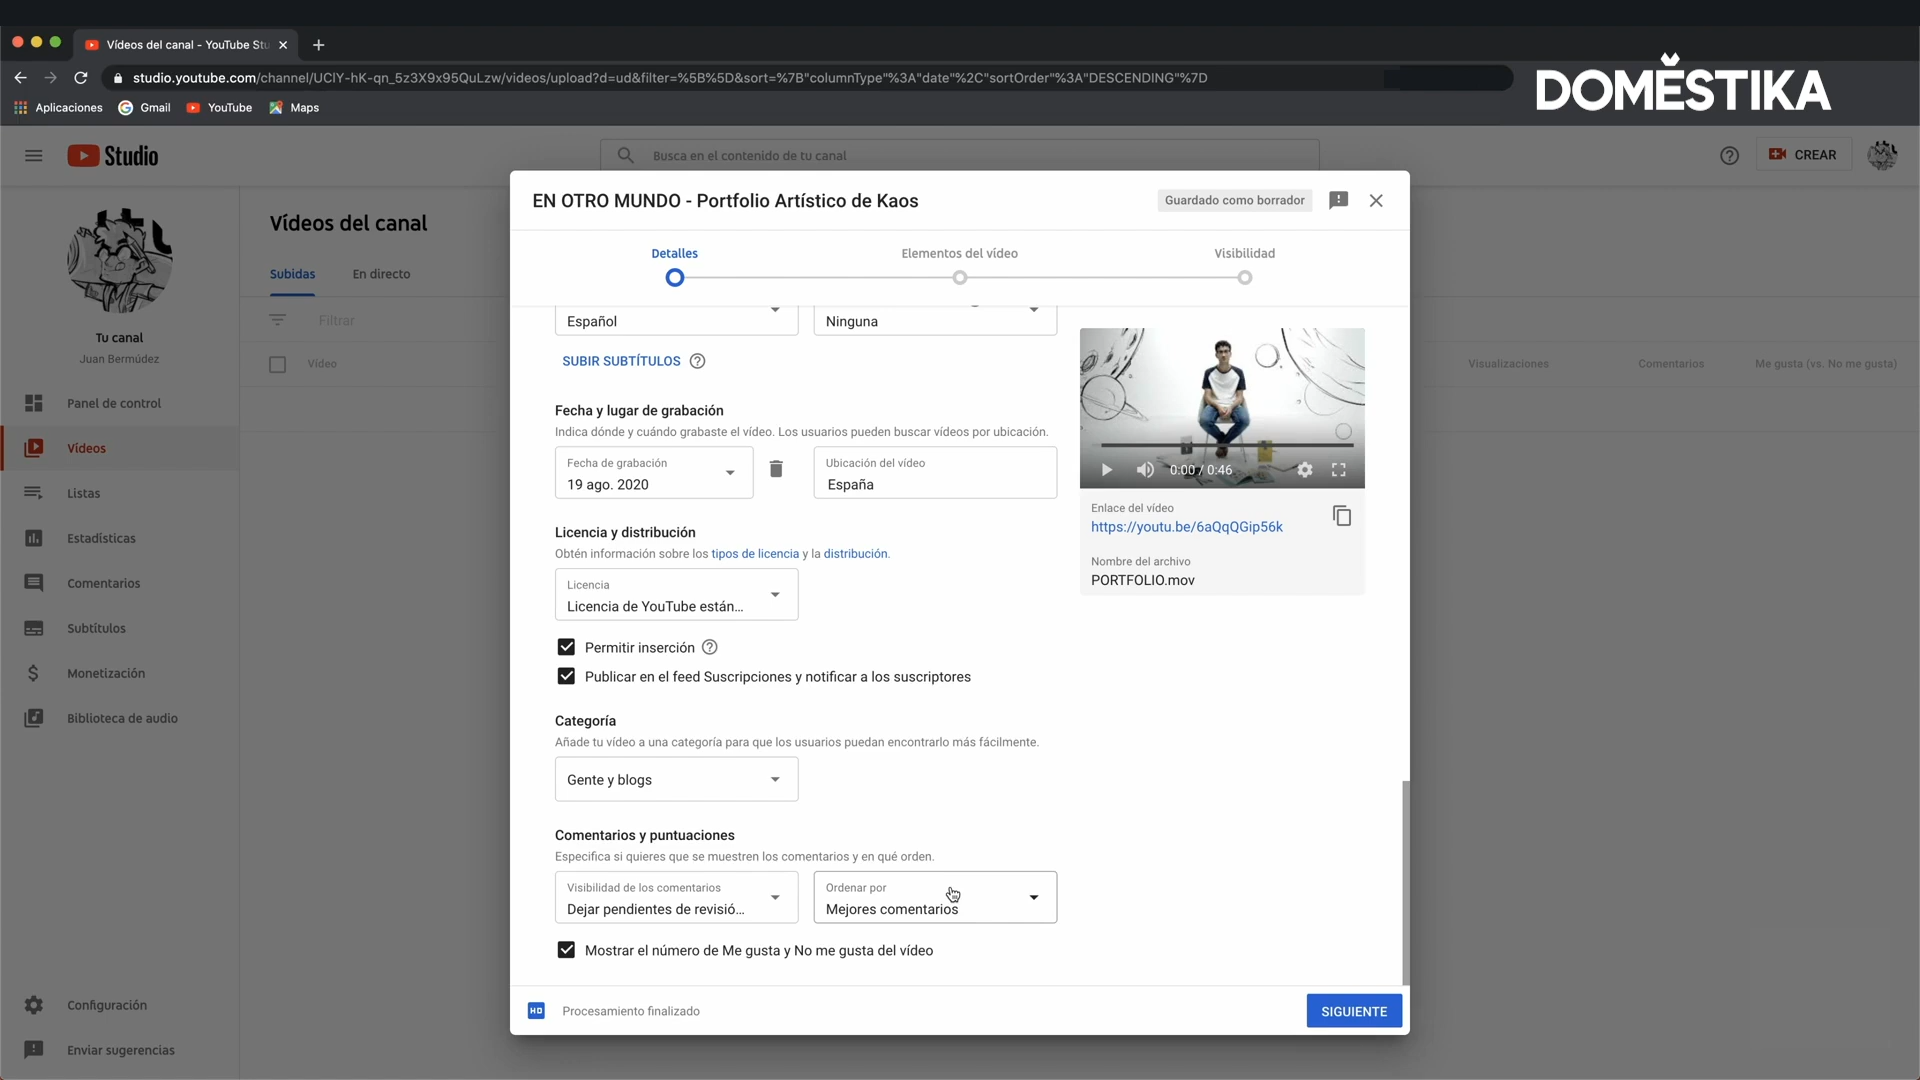 Vídeos del canal - YouTube Stu
studio.youtube.com/channel/UClY-hK-qn_5z3X9x95QuLzw/videos/upload?d=ud&filter=%5B%5D&sort=%7B"columnType"%3A"date"%2C"sortOrder"%3A"DESCENDING"%7D
Aplicaciones Gmail YouTube Maps
DOMESTIKA
Studio
Busca en el contenido de tu canal
CREAR
Tu canal
Juan Bermúdez
Panel de control
Vídeos
Listas
Estadísticas
Comentarios
Subtítulos
Monetización
Biblioteca de audio
Configuración
Enviar sugerencias
Vídeos del canal
Subidas En directo
Filtrar
Vídeo
Visualizaciones Comentarios Me gusta (vs. No me gusta)
EN OTRO MUNDO - Portfolio Artístico de Kaos
Guardado como borrador
Detalles Elementos del vídeo Visibilidad
Español Ninguna
SUBIR SUBTÍTULOS
Fecha y lugar de grabación
Indica dónde y cuándo grabaste el vídeo. Los usuarios pueden buscar vídeos por ubicación.
Fecha de grabación
19 ago. 2020
Ubicación del vídeo
España
Licencia y distribución
Obtén información sobre los tipos de licencia y la distribución.
Licencia
Licencia de YouTube están...
Permitir inserción
Publicar en el feed Suscripciones y notificar a los suscriptores
Categoría
Añade tu vídeo a una categoría para que los usuarios puedan encontrarlo más fácilmente.
Gente y blogs
Comentarios y puntuaciones
Especifica si quieres que se muestren los comentarios y en qué orden.
Visibilidad de los comentarios
Dejar pendientes de revisió...
Ordenar por
Mejores comentarios
Mostrar el número de Me gusta y No me gusta del vídeo
0:00 / 0:46
Enlace del vídeo
https://youtu.be/6aQqQGip56k
Nombre del archivo
PORTFOLIO.mov
HD
Procesamiento finalizado
SIGUIENTE